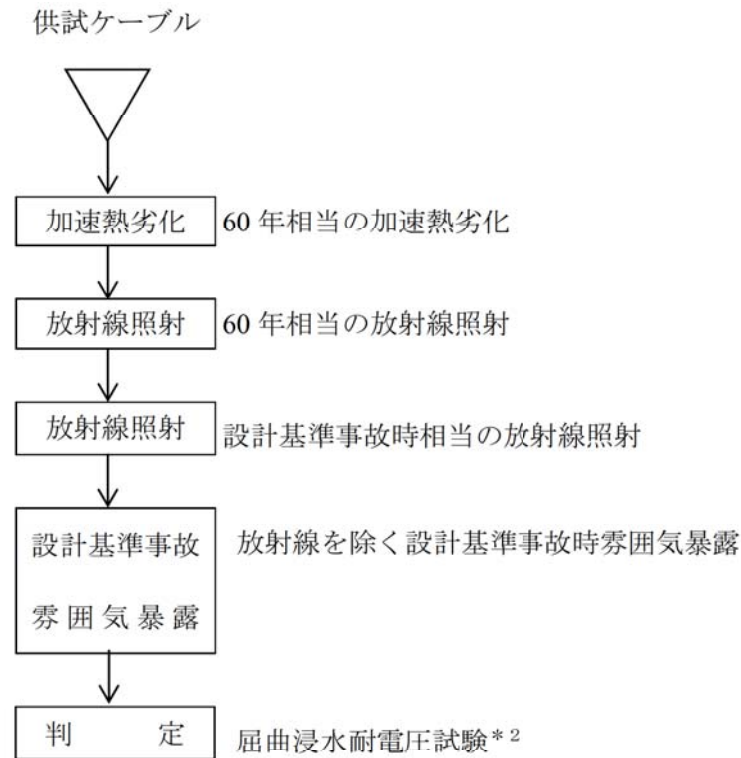 供試ケーブル
加速熱劣化 60年相当の加速熱劣化
放射線照射 60年相当の放射線照射
放射線照射 設計基準事故時相当の放射線照射
設計基準事故 放射線を除く設計基準事故時雰囲気暴露
雰囲気暴露
判 定 屈曲浸水耐電圧試験*2